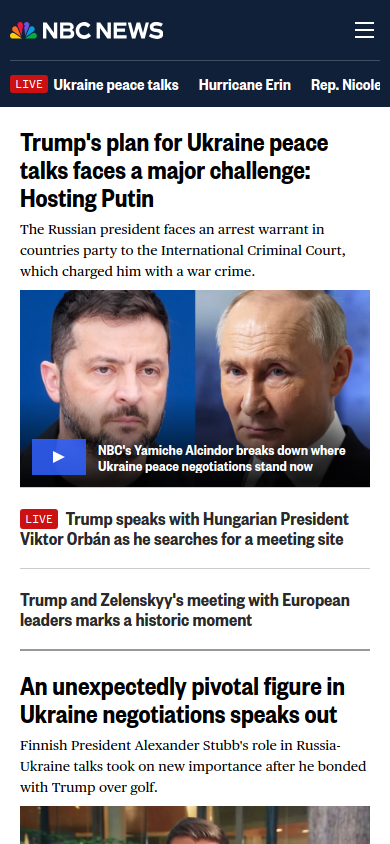 NBC NEWS
LIVE Ukraine peace talks Hurricane Erin Rep. Nicole
Trump's plan for Ukraine peace
talks faces a major challenge:
Hosting Putin
The Russian president faces an arrest warrant in
countries party to the International Criminal Court,
which charged him with a war crime.
NBC's Yamiche Alcindor breaks down where
Ukraine peace negotiations stand now
LIVE Trump speaks with Hungarian President
Viktor Orbán as he searches for a meeting site
Trump and Zelenskyy's meeting with European
leaders marks a historic moment
An unexpectedly pivotal figure in
Ukraine negotiations speaks out
Finnish President Alexander Stubb's role in Russia-
Ukraine talks took on new importance after he bonded
with Trump over golf.